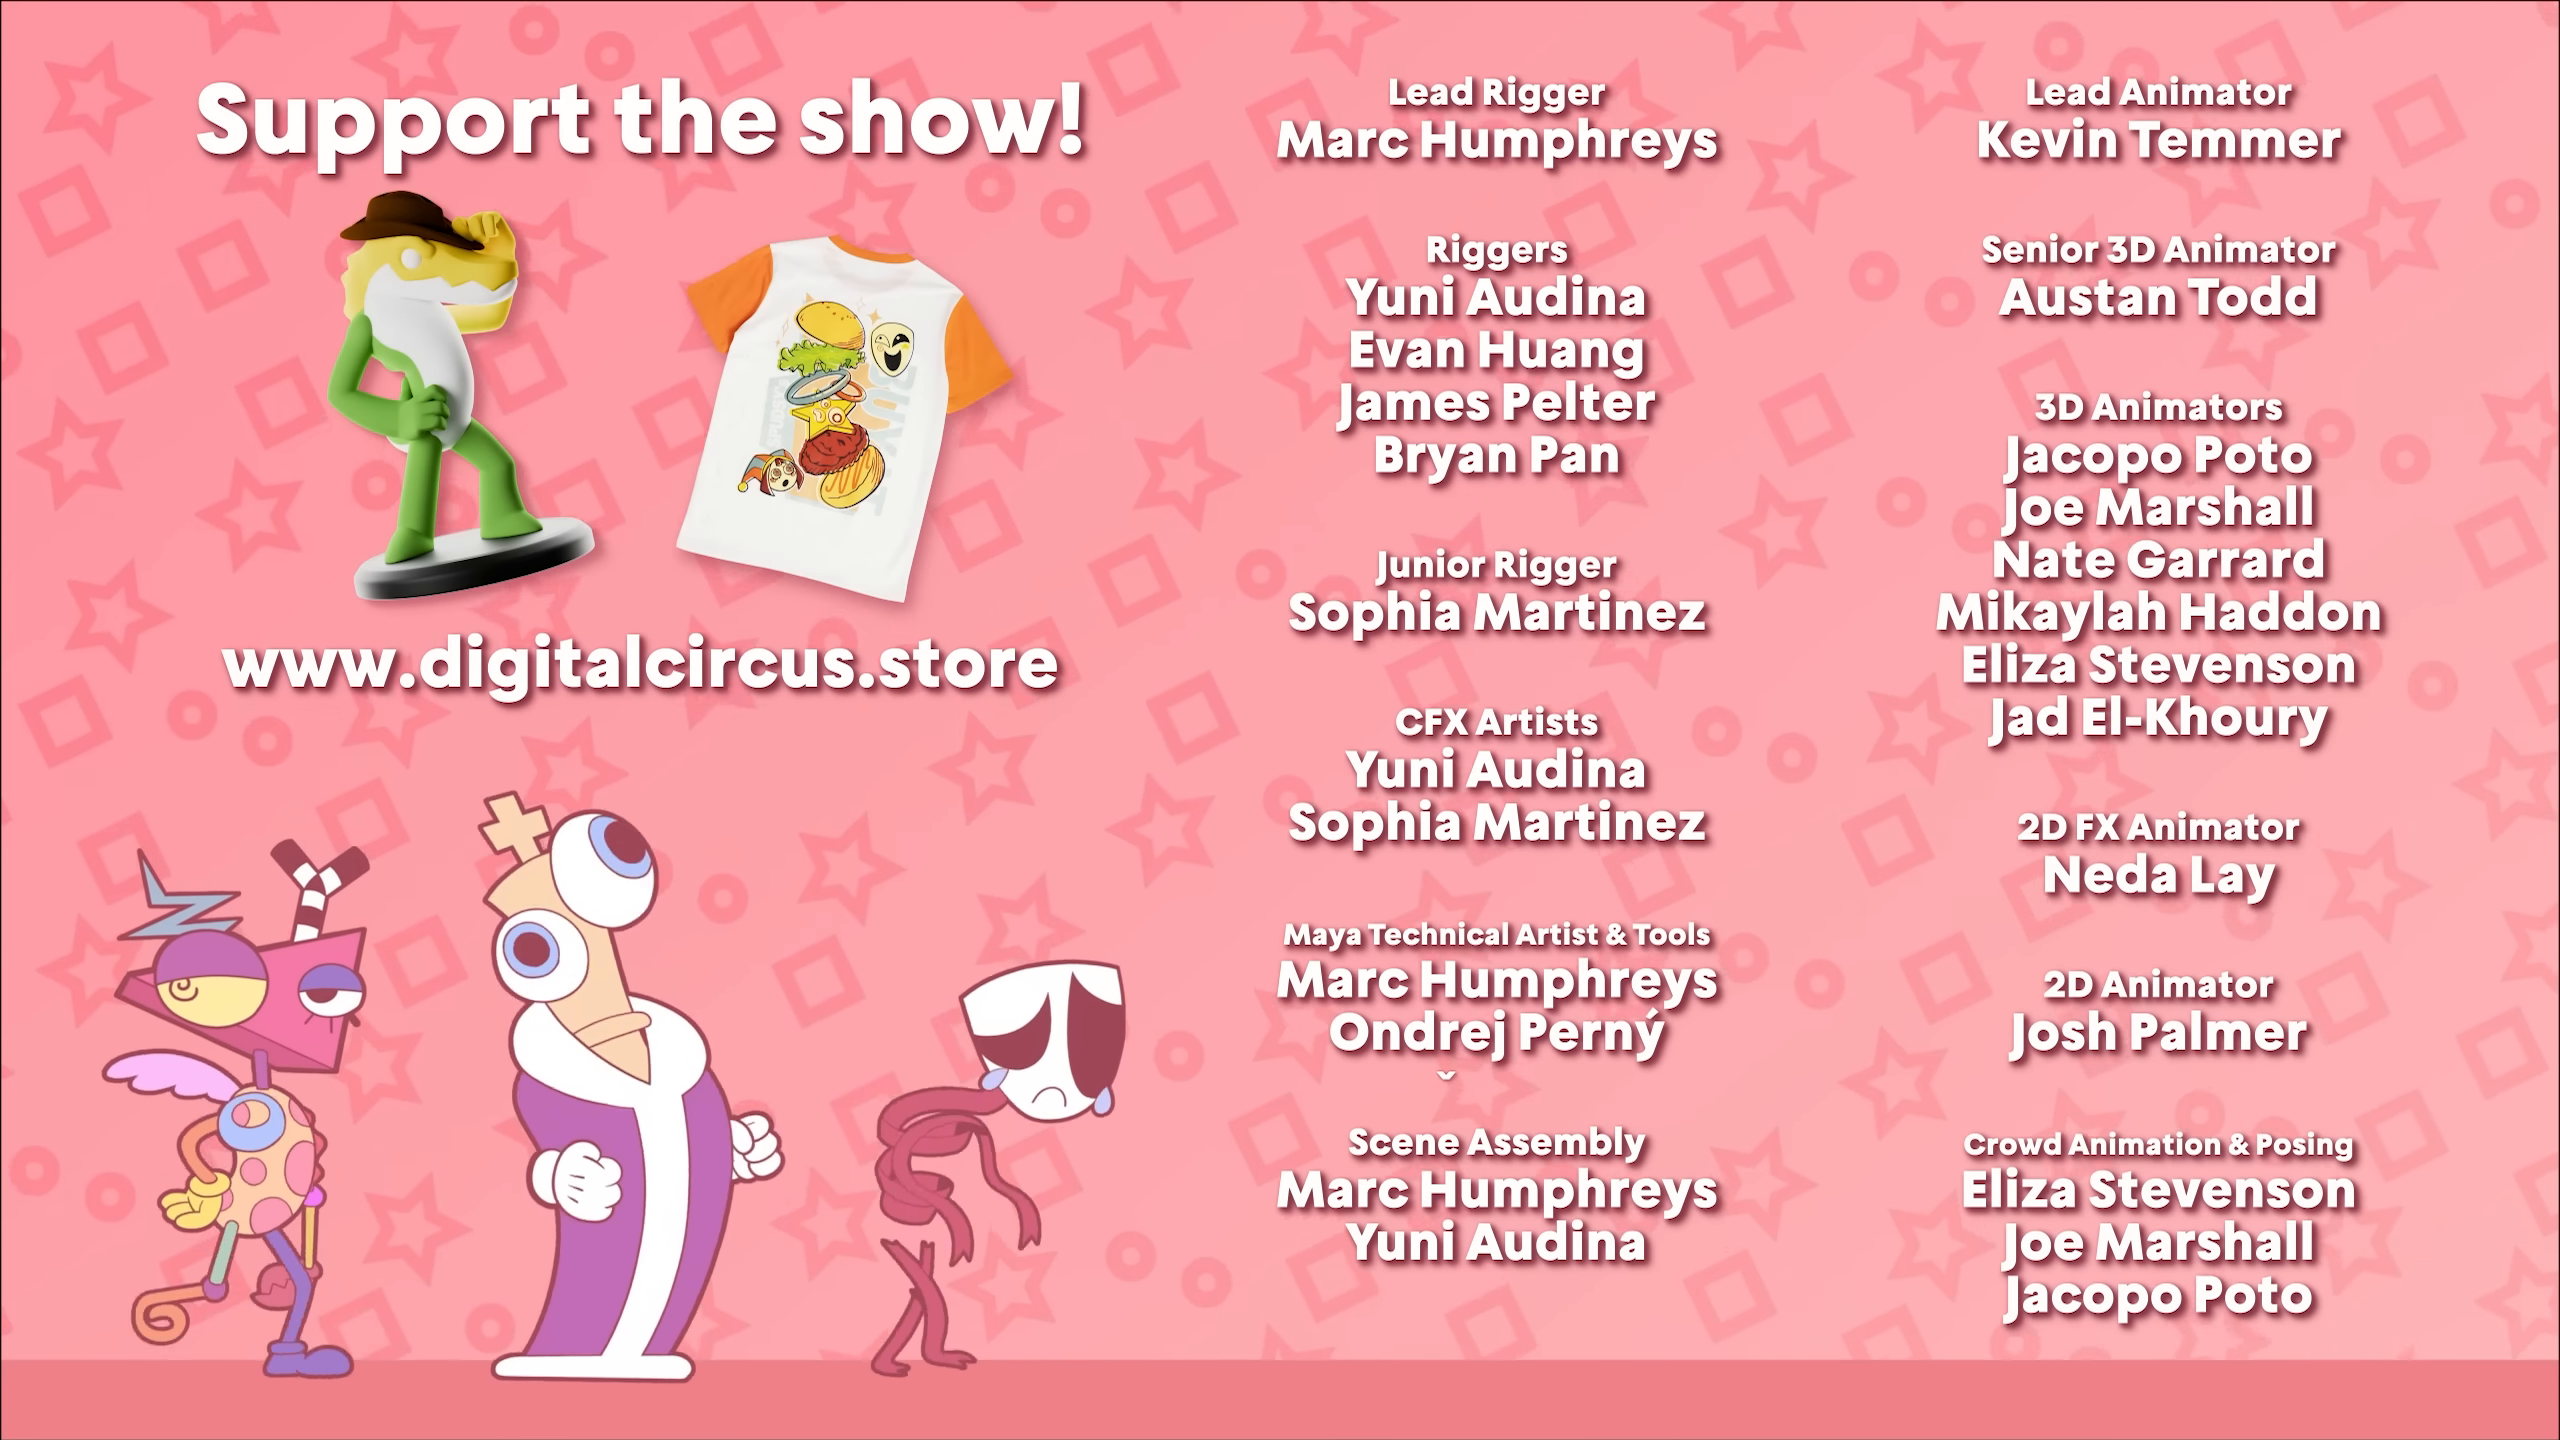 Support the show!
www.digitalcircus.store
Lead Rigger
Marc Humphreys
Riggers
Yuni Audina
Evan Huang
James Pelter
Bryan Pan
Junior Rigger
Sophia Martinez
CFX Artists
Yuni Audina
Sophia Martinez
Maya Technical Artist & Tools
Marc Humphreys
Ondrej Perný
Scene Assembly
Marc Humphreys
Yuni Audina
Lead Animator
Kevin Temmer
Senior 3D Animator
Austan Todd
3D Animators
Jacopo Poto
Joe Marshall
Nate Garrard
Mikaylah Haddon
Eliza Stevenson
Jad El-Khoury
2D FX Animator
Neda Lay
2D Animator
Josh Palmer
Crowd Animation & Posing
Eliza Stevenson
Joe Marshall
Jacopo Poto